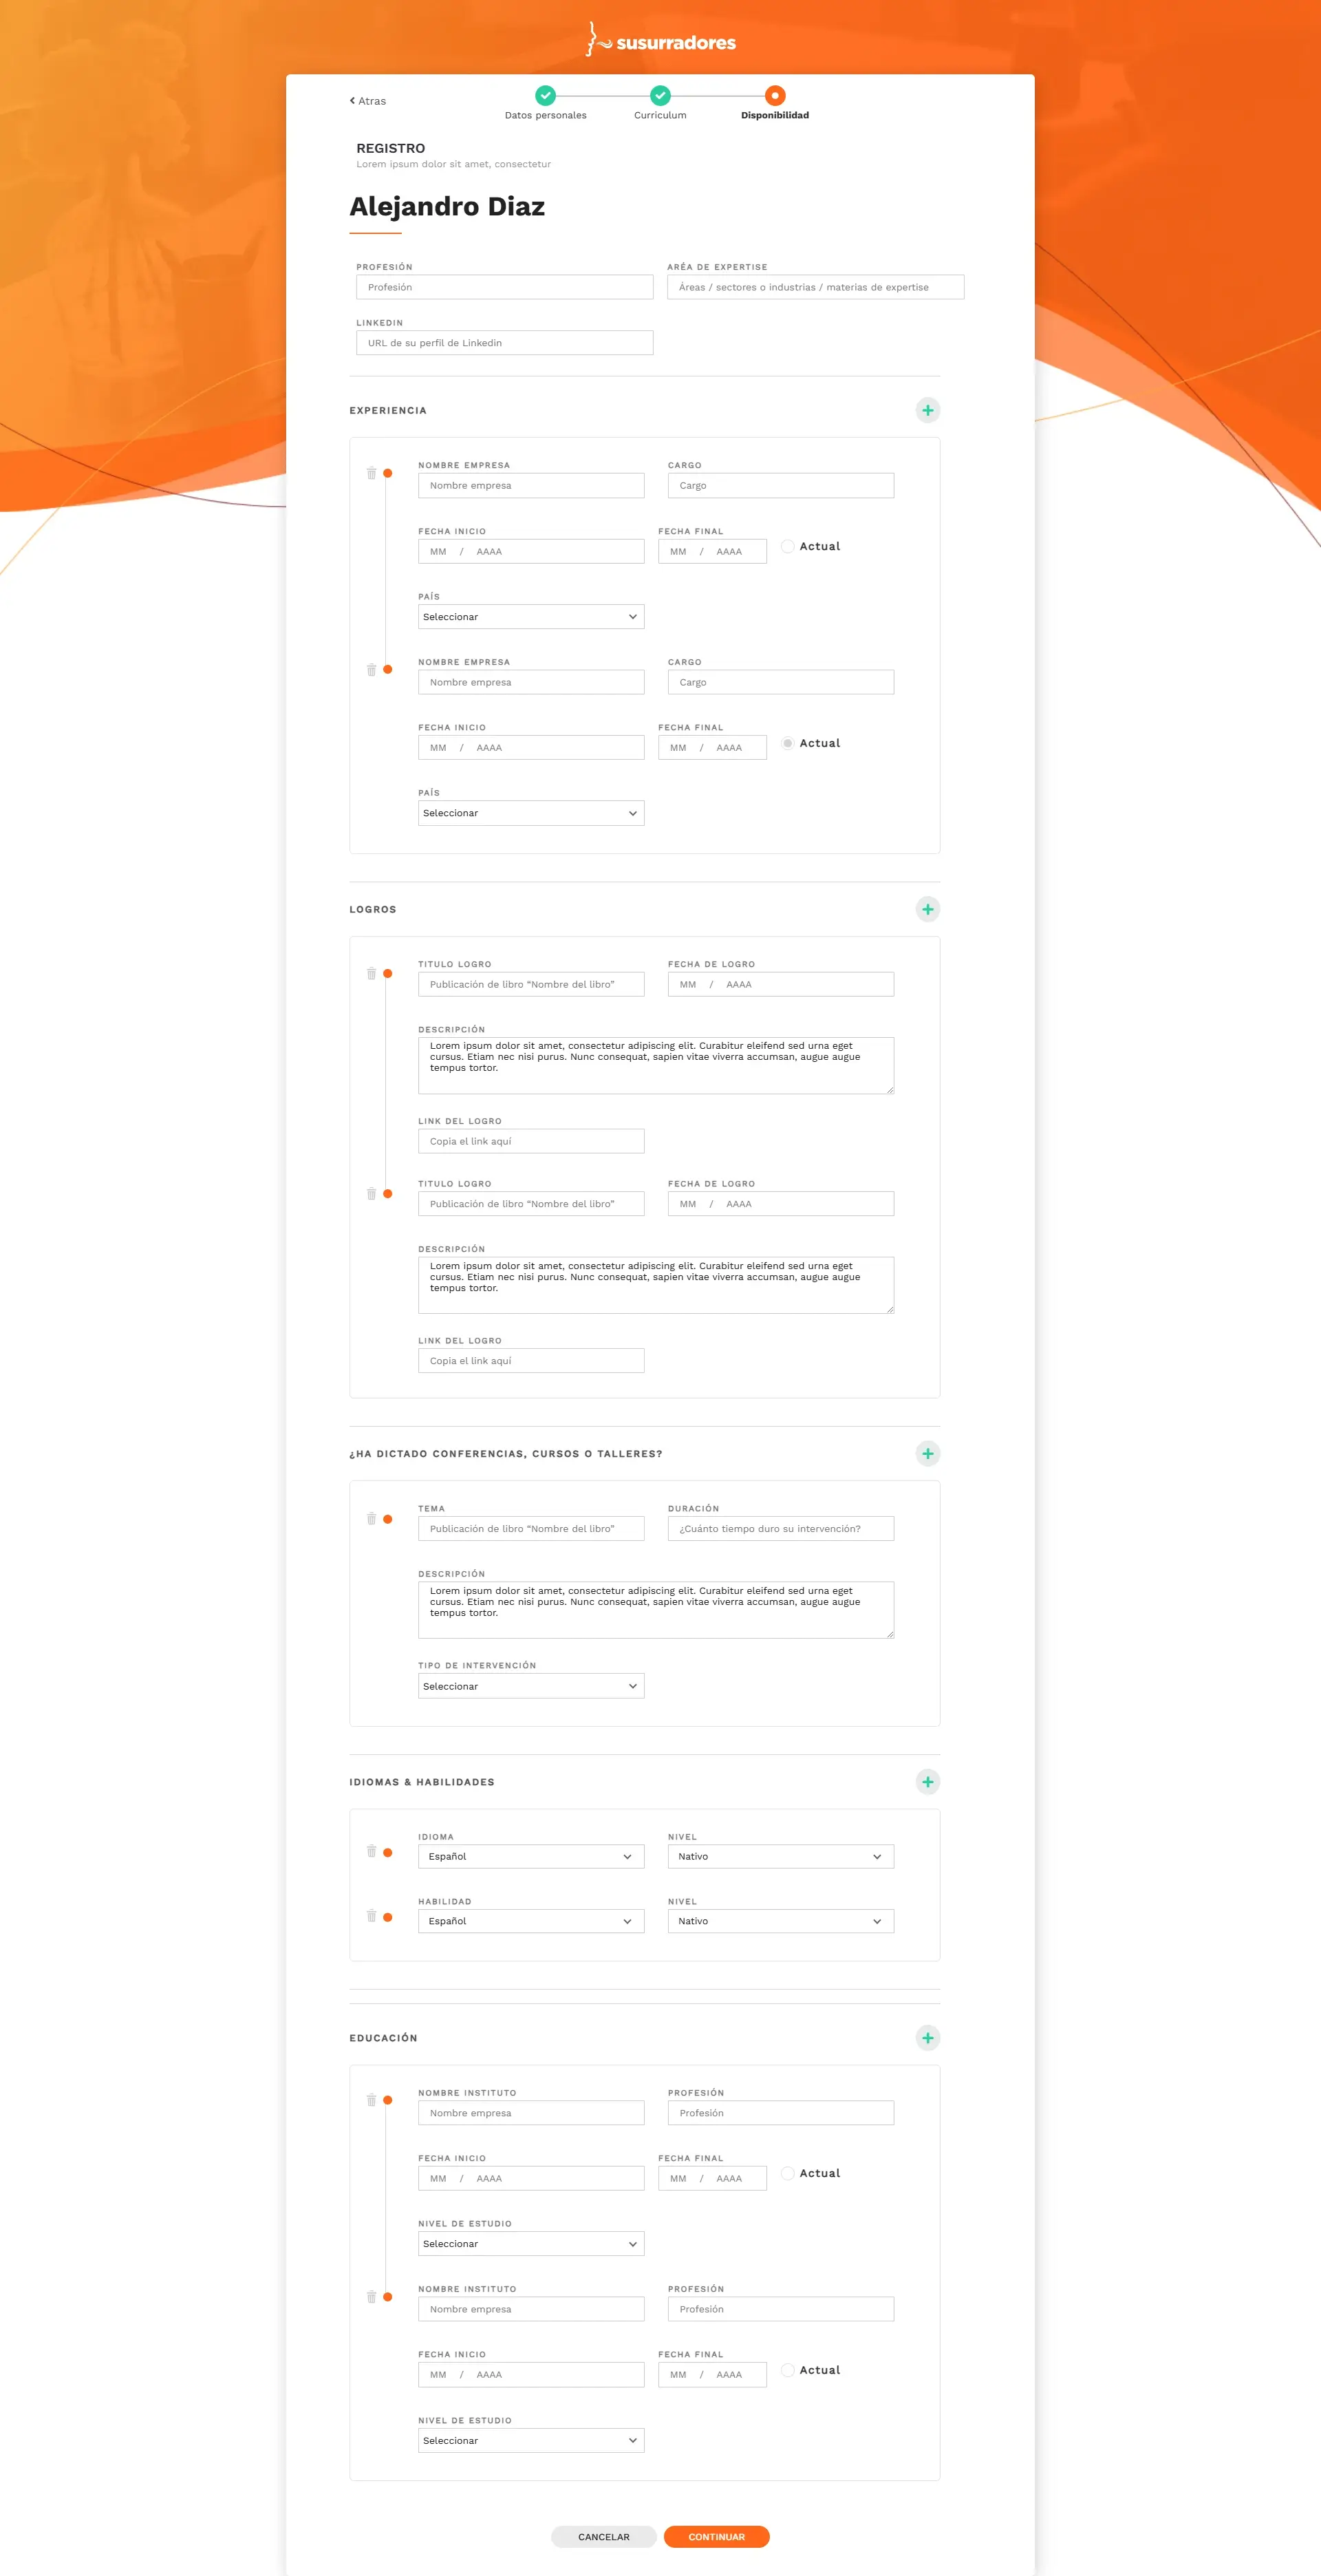 susurradores
Atras
Datos personales
Curriculum
Disponibilidad
REGISTRO
Lorem ipsum dolor sit amet, consectetur
Alejandro Diaz
PROFESIÓN
ARÉA DE EXPERTISE
Profesión
Áreas / sectores o industrias / materias de expertise
LINKEDIN
URL de su perfil de Linkedin
EXPERIENCIA
NOMBRE EMPRESA
CARGO
Nombre empresa
Cargo
FECHA INICIO
FECHA FINAL
MM / AAAA
MM / AAAA
Actual
PAÍS
Seleccionar
NOMBRE EMPRESA
CARGO
Nombre empresa
Cargo
FECHA INICIO
FECHA FINAL
MM / AAAA
MM / AAAA
Actual
PAÍS
Seleccionar
LOGROS
TITULO LOGRO
FECHA DE LOGRO
Publicación de libro “Nombre del libro”
MM / AAAA
DESCRIPCIÓN
Lorem ipsum dolor sit amet, consectetur adipiscing elit. Curabitur eleifend sed urna eget
cursus. Etiam nec nisi purus. Nunc consequat, sapien vitae viverra accumsan, augue augue
tempus tortor.
LINK DEL LOGRO
Copia el link aquí
TITULO LOGRO
FECHA DE LOGRO
Publicación de libro “Nombre del libro”
MM / AAAA
DESCRIPCIÓN
Lorem ipsum dolor sit amet, consectetur adipiscing elit. Curabitur eleifend sed urna eget
cursus. Etiam nec nisi purus. Nunc consequat, sapien vitae viverra accumsan, augue augue
tempus tortor.
LINK DEL LOGRO
Copia el link aquí
¿HA DICTADO CONFERENCIAS, CURSOS O TALLERES?
TEMA
DURACIÓN
Publicación de libro “Nombre del libro”
¿Cuánto tiempo duro su intervención?
DESCRIPCIÓN
Lorem ipsum dolor sit amet, consectetur adipiscing elit. Curabitur eleifend sed urna eget
cursus. Etiam nec nisi purus. Nunc consequat, sapien vitae viverra accumsan, augue augue
tempus tortor.
TIPO DE INTERVENCIÓN
Seleccionar
IDIOMAS & HABILIDADES
IDIOMA
NIVEL
Español
Nativo
HABILIDAD
NIVEL
Español
Nativo
EDUCACIÓN
NOMBRE INSTITUTO
PROFESIÓN
Nombre empresa
Profesión
FECHA INICIO
FECHA FINAL
MM / AAAA
MM / AAAA
Actual
NIVEL DE ESTUDIO
Seleccionar
NOMBRE INSTITUTO
PROFESIÓN
Nombre empresa
Profesión
FECHA INICIO
FECHA FINAL
MM / AAAA
MM / AAAA
Actual
NIVEL DE ESTUDIO
Seleccionar
CANCELAR
CONTINUAR